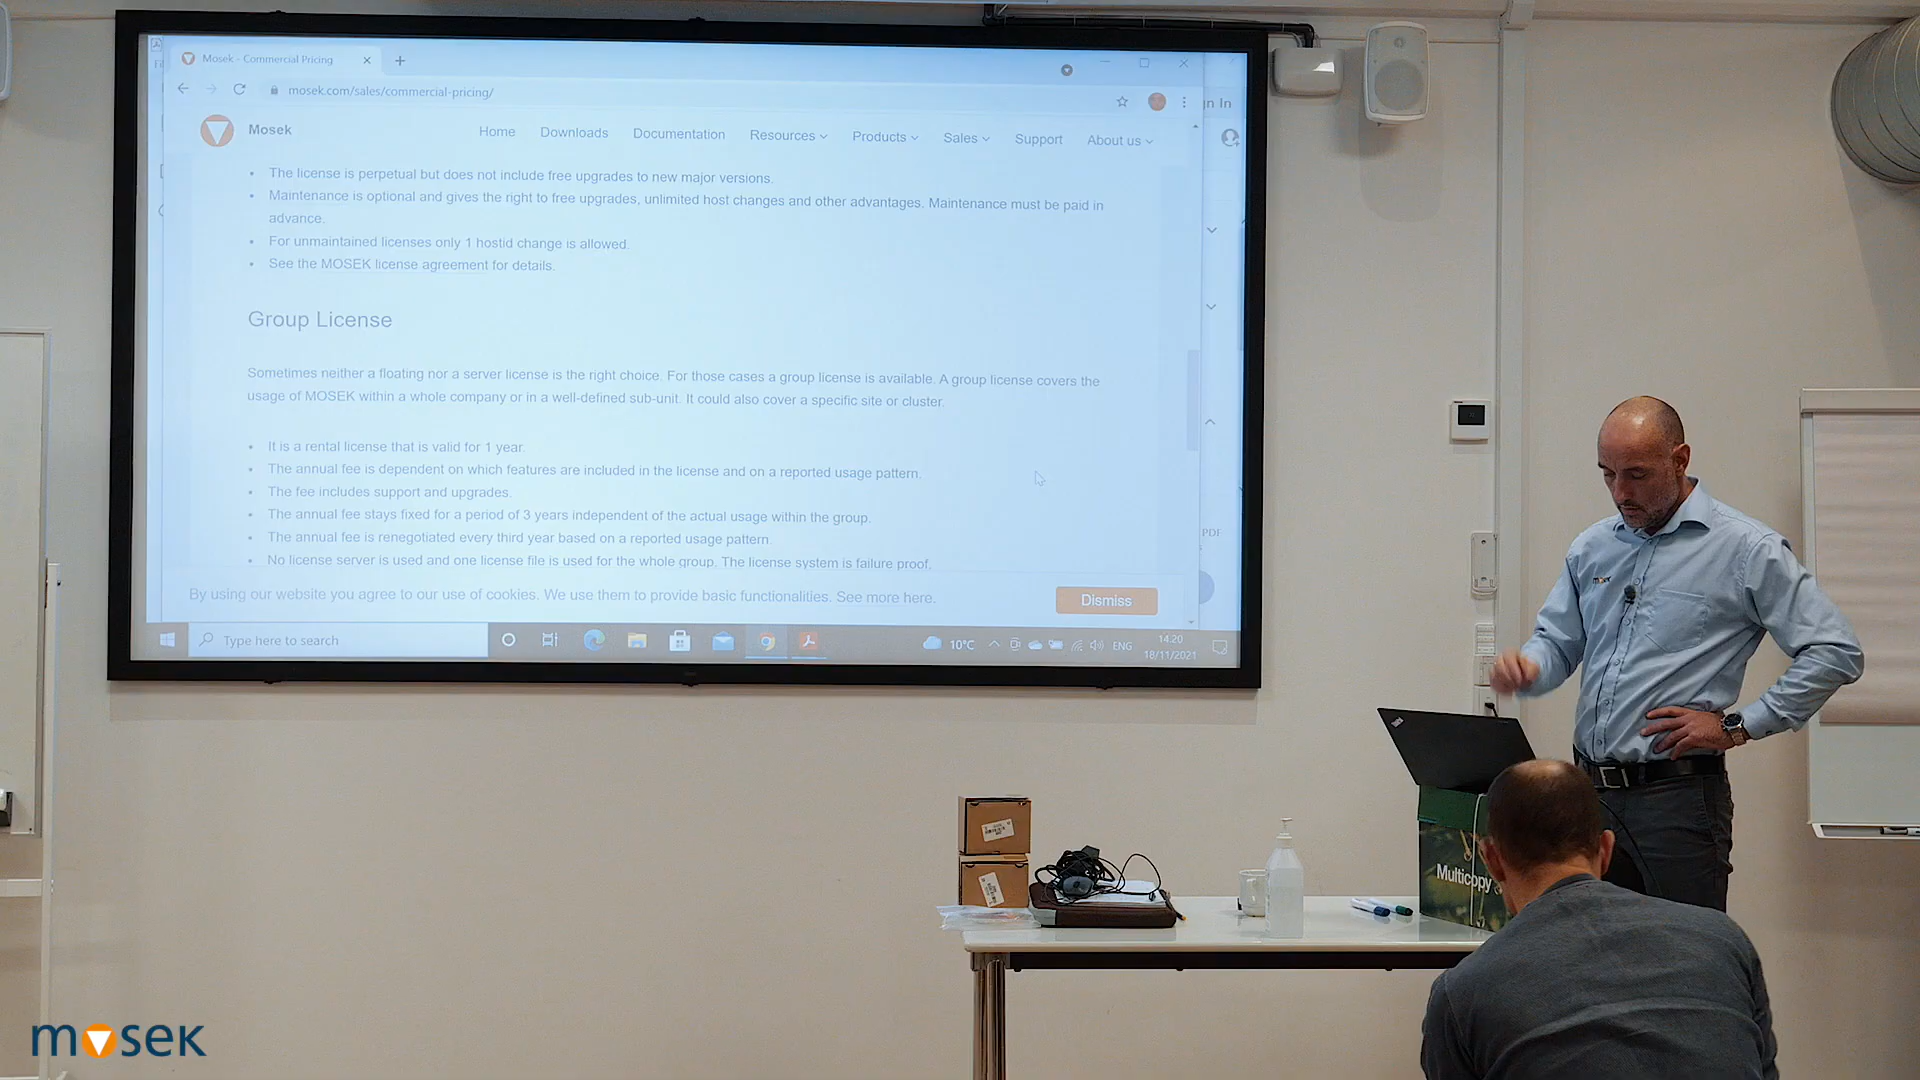 Mosek - Commercial Pricing
mosek.com/sales/commercial-pricing/
gn In
Mosek
Home Downloads Documentation Resources Products Sales Support About us
The license is perpetual but does not include free upgrades to new major versions.
Maintenance is optional and gives the right to free upgrades, unlimited host changes and other advantages. Maintenance must be paid in
advance.
For unmaintained licenses only 1 hostid change is allowed.
See the MOSEK license agreement for details.
Group License
Sometimes neither a floating nor a server license is the right choice. For those cases a group license is available. A group license covers the
usage of MOSEK within a whole company or in a well-defined sub-unit. It could also cover a specific site or cluster.
It is a rental license that is valid for 1 year.
The annual fee is dependent on which features are included in the license and on a reported usage pattern.
The fee includes support and upgrades.
The annual fee stays fixed for a period of 3 years independent of the actual usage within the group.
The annual fee is renegotiated every third year based on a reported usage pattern.
No license server is used and one license file is used for the whole group. The license system is failure proof.
PDF
By using our website you agree to our use of cookies. We use them to provide basic functionalities. See more here.
Dismiss
Type here to search
10°C
ENG
14.20
18/11/2021
mosek
Multicopy
mosek